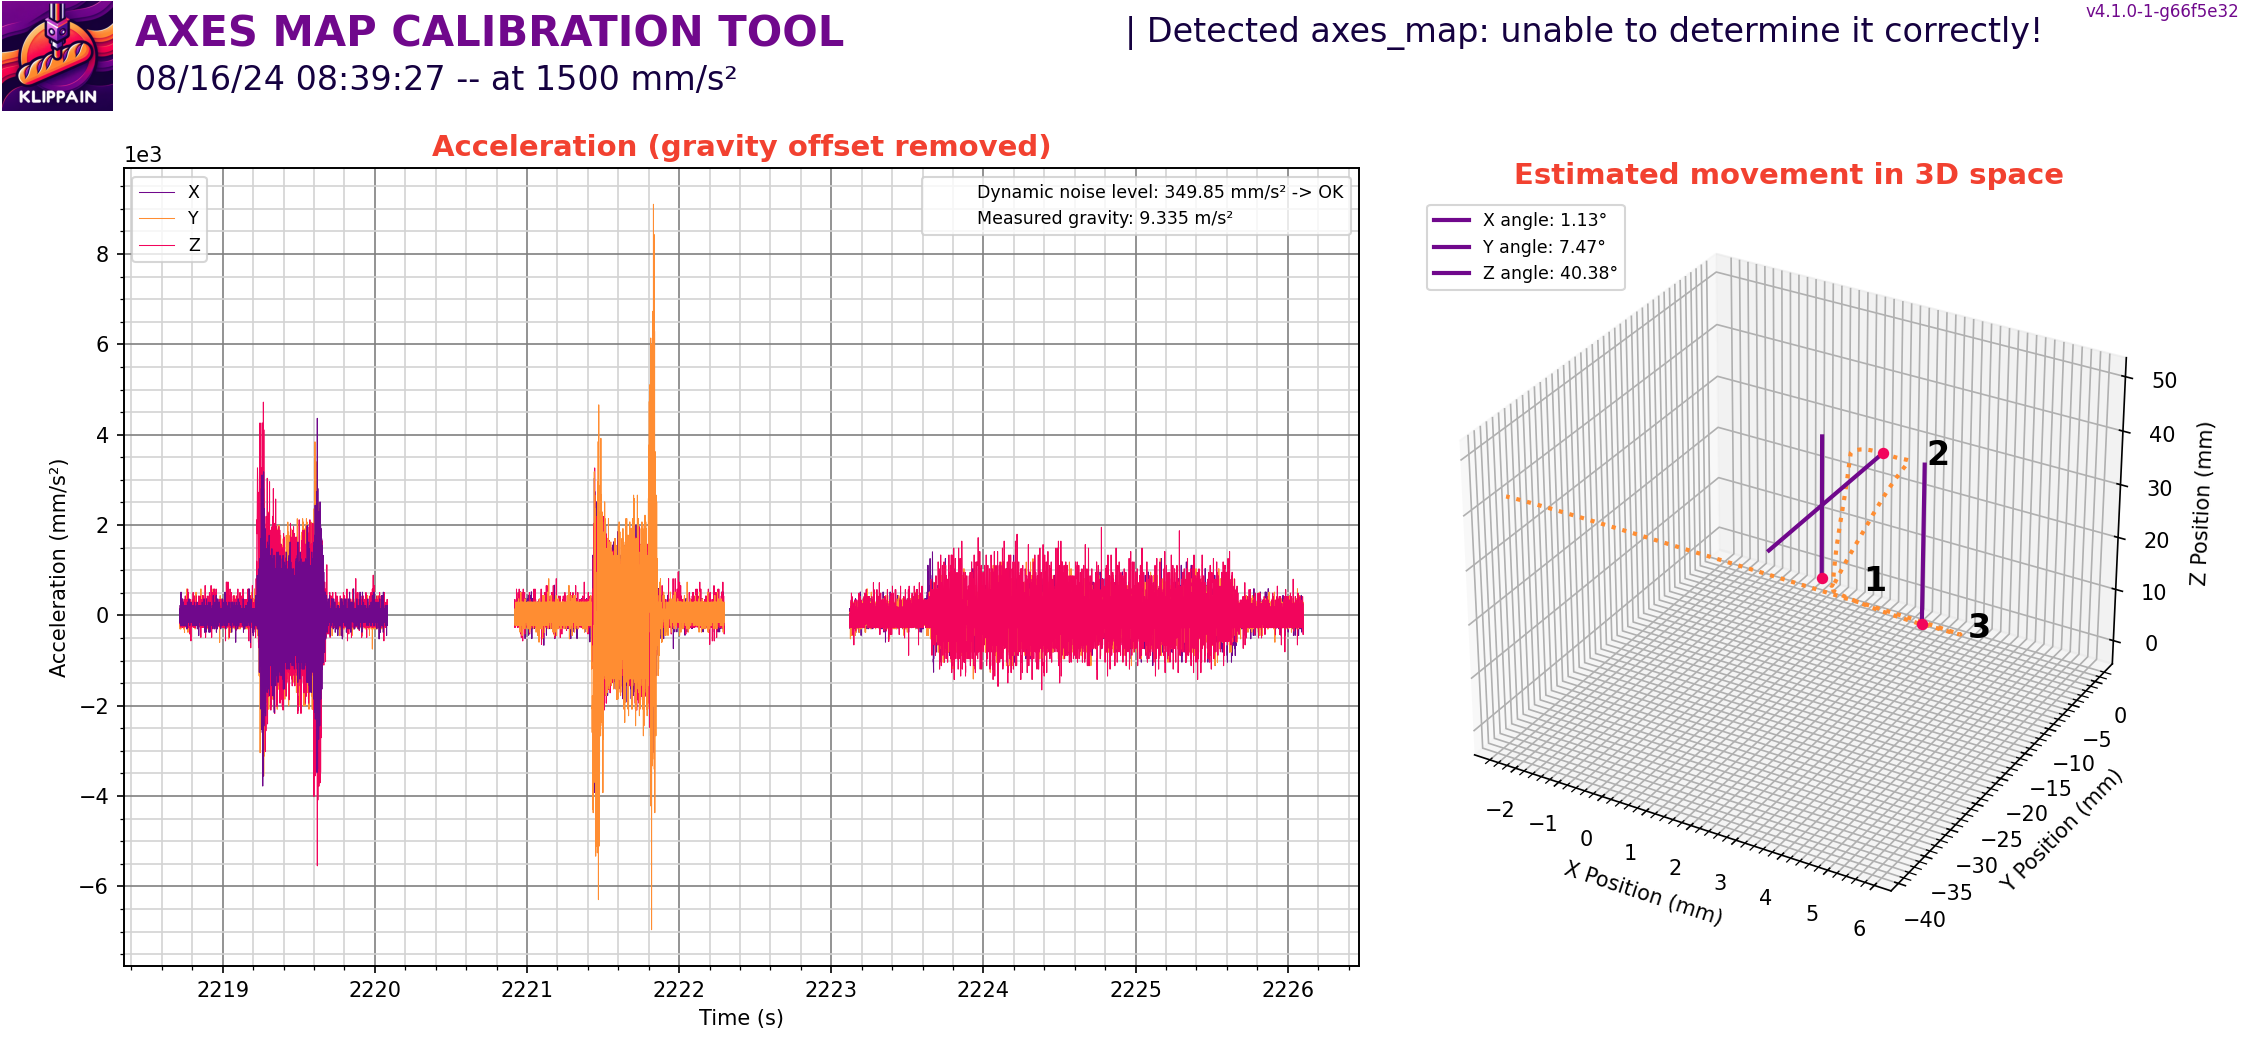 KLIPPAIN
AXES MAP CALIBRATION TOOL
08/16/24 08:39:27 -- at 1500 mm/s²
| Detected axes_map: unable to determine it correctly!
v4.1.0-1-g66f5e32
Acceleration (gravity offset removed)
1e3
X
Y
Z
Dynamic noise level: 349.85 mm/s² -> OK
Measured gravity: 9.335 m/s²
8
6
4
2
0
−2
−4
−6
Acceleration (mm/s²)
2219 2220 2221 2222 2223 2224 2225 2226
Time (s)
Estimated movement in 3D space
X angle: 1.13°
Y angle: 7.47°
Z angle: 40.38°
2
1
3
50
40
30
20
10
0
Z Position (mm)
0
−5
−10
−15
−20
−25
−30
−35
−40
Y Position (mm)
−2 −1 0 1 2 3 4 5 6
X Position (mm)